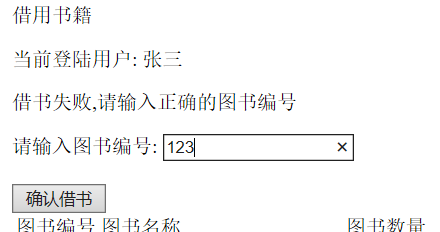 借用书籍
当前登陆用户: 张三
借书失败,请输入正确的图书编号
请输入图书编号: 123 ×
确认借书
图书编号 图书名称 图书数量